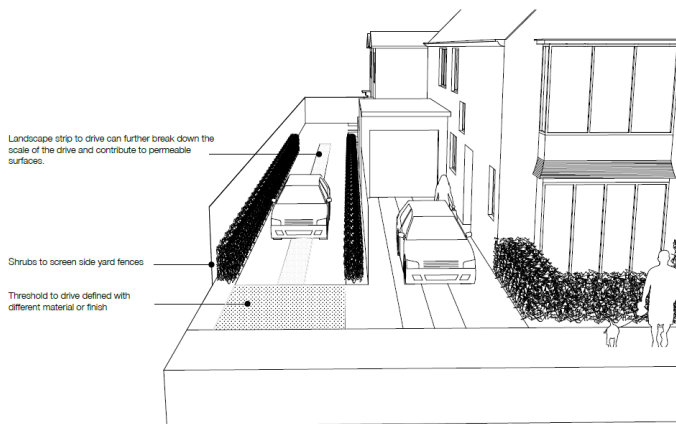 Landscape strip to drive can further break down the
scale of the drive and contribute to permeable
surfaces.
Shrubs to screen side yard fences
Threshold to drive defined with
different material or finish